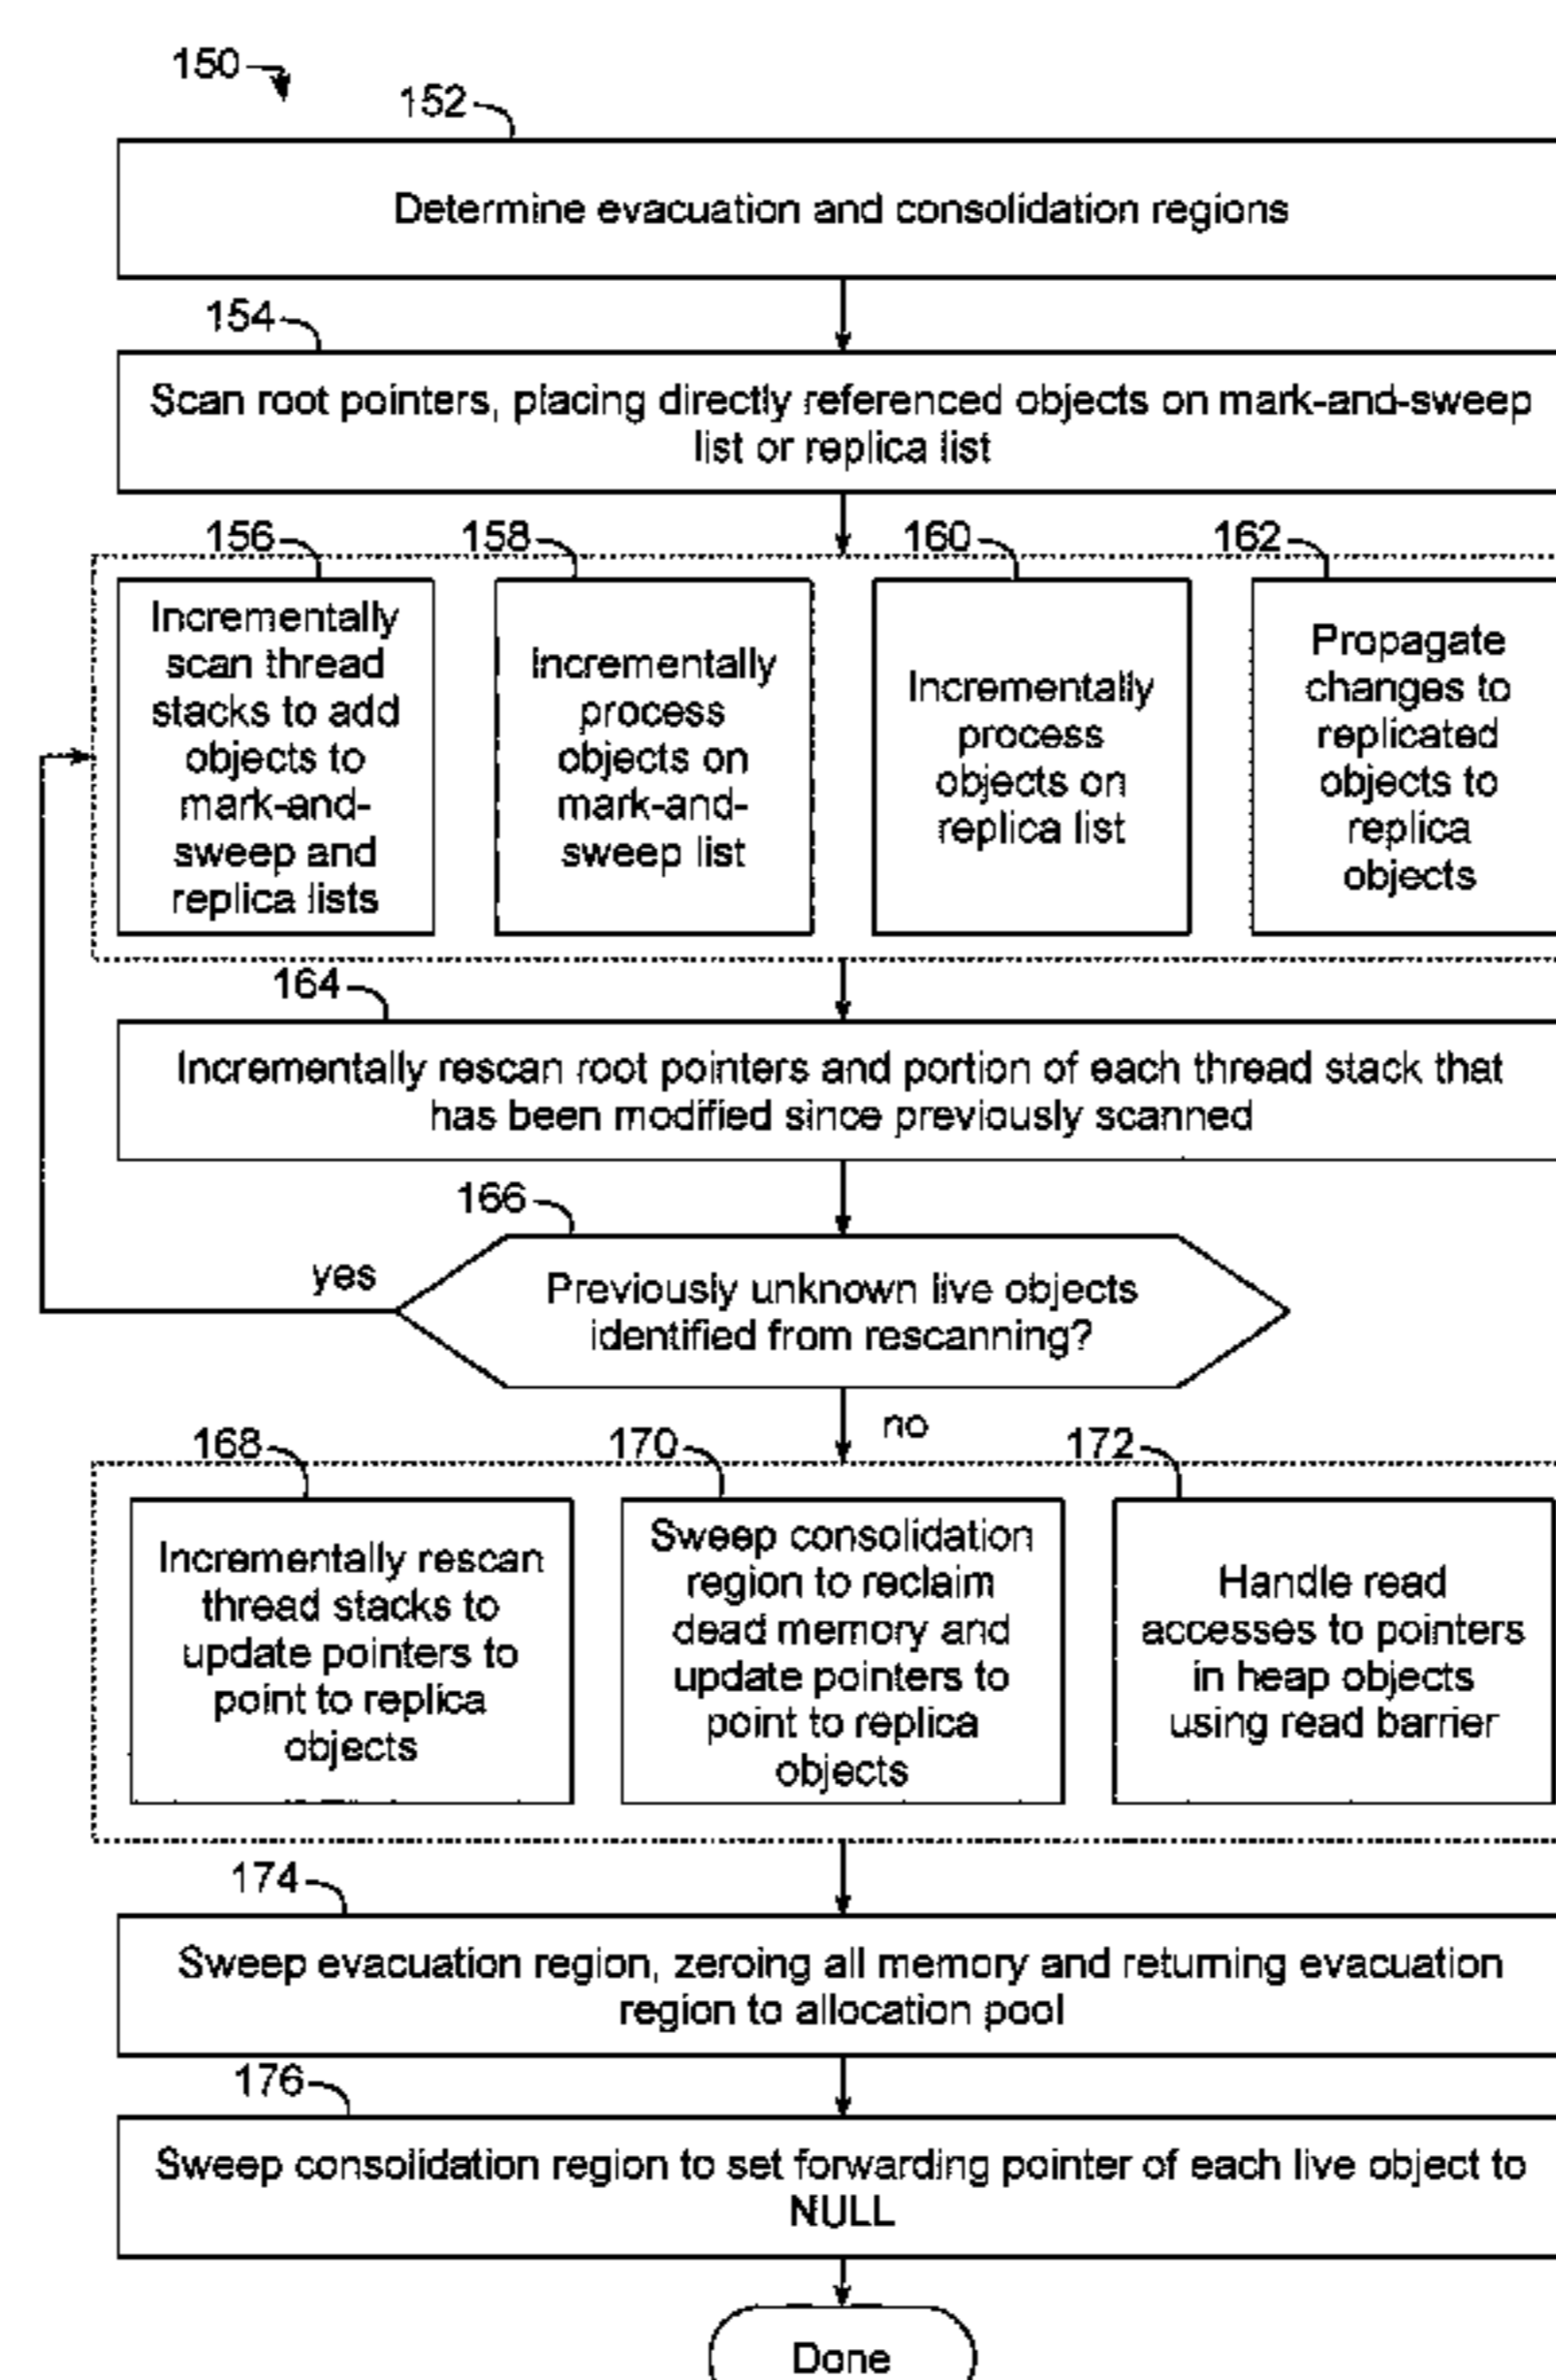 150
152
Determine evacuation and consolidation regions
154
Scan root pointers, placing directly referenced objects on mark-and-sweep
list or replica list
156
158
160
162
Incrementally
scan thread
stacks to add
objects to
mark-and-
sweep and
replica lists
Incrementally
process
objects on
mark-and-
sweep list
Incrementally
process
objects on
replica list
Propagate
changes to
replicated
objects to
replica
objects
164
Incrementally rescan root pointers and portion of each thread stack that
has been modified since previously scanned
166
yes
Previously unknown live objects
identified from rescanning?
no
168
170
172
Incrementally rescan
thread stacks to
update pointers to
point to replica
objects
Sweep consolidation
region to reclaim
dead memory and
update pointers to
point to replica
objects
Handle read
accesses to pointers
in heap objects
using read barrier
174
Sweep evacuation region, zeroing all memory and returning evacuation
region to allocation pool
176
Sweep consolidation region to set forwarding pointer of each live object to
NULL
Done